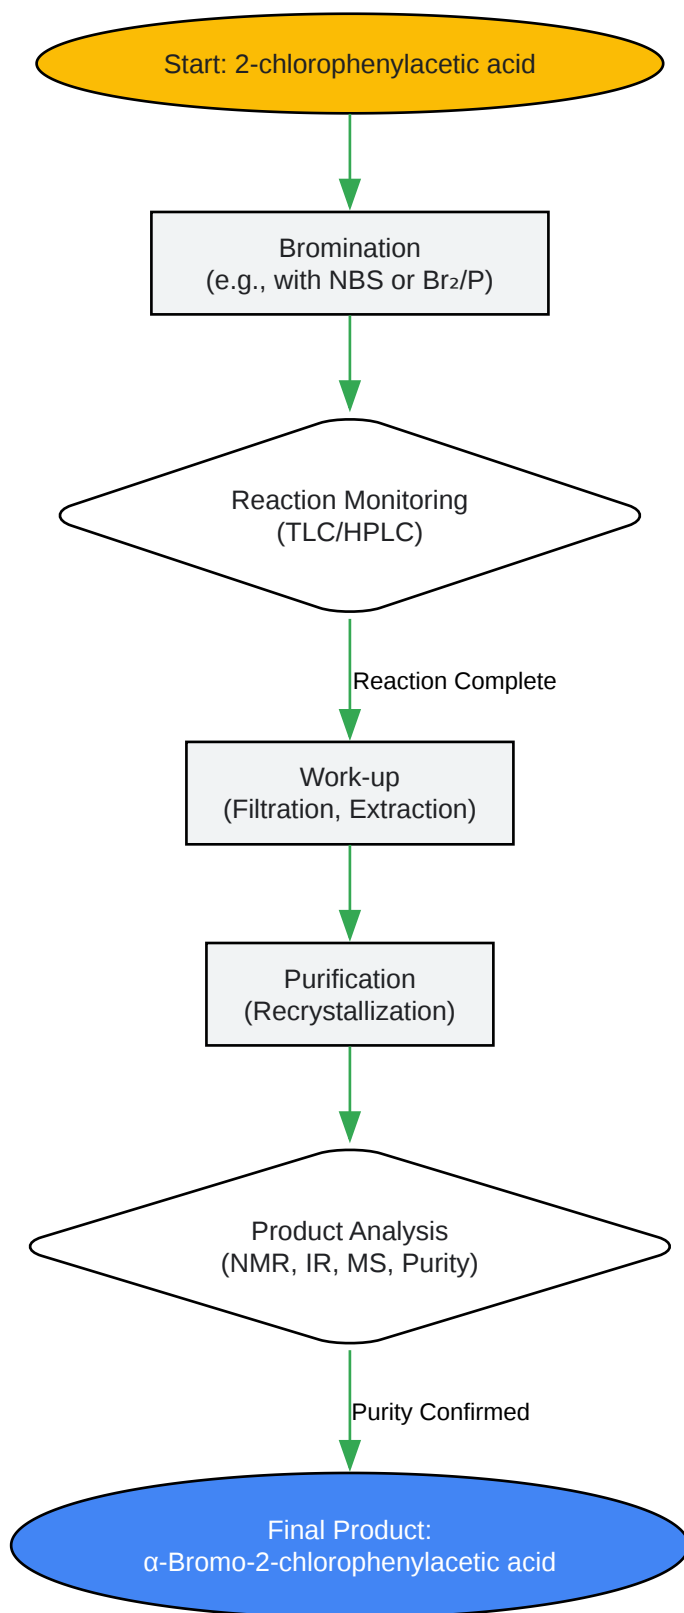 Start: 2-chlorophenylacetic acid
Bromination
(e.g., with NBS or Br₂/P)
Reaction Monitoring
(TLC/HPLC)
Reaction Complete
Work-up
(Filtration, Extraction)
Purification
(Recrystallization)
Product Analysis
(NMR, IR, MS, Purity)
Purity Confirmed
Final Product:
α-Bromo-2-chlorophenylacetic acid